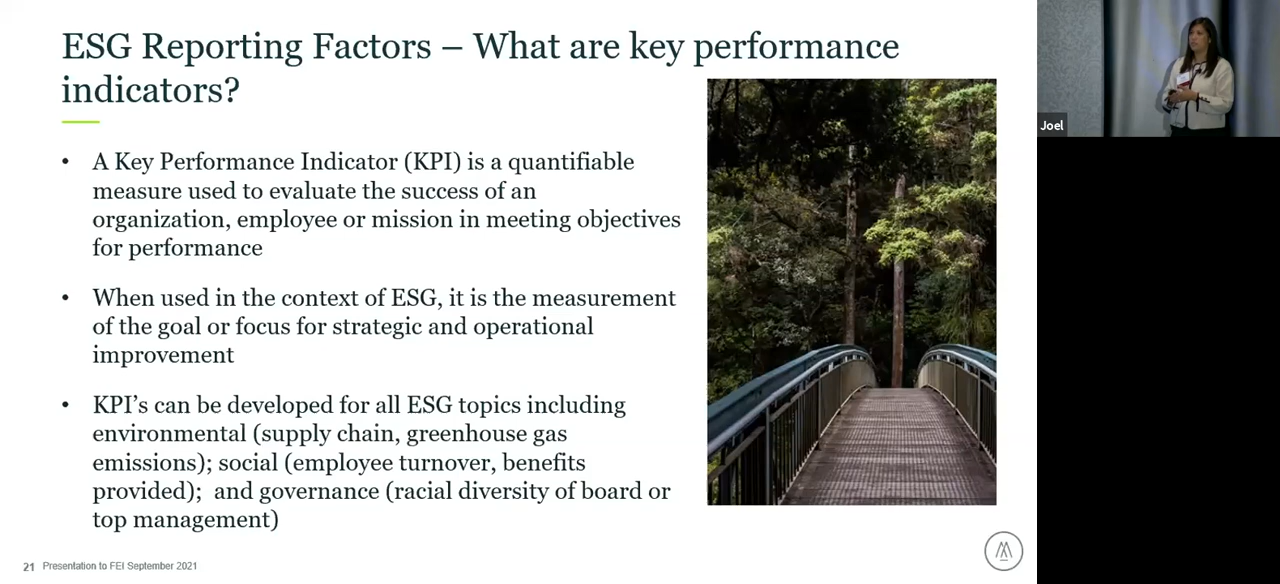 ESG Reporting Factors – What are key performance
indicators?
• A Key Performance Indicator (KPI) is a quantifiable
measure used to evaluate the success of an
organization, employee or mission in meeting objectives
for performance
• When used in the context of ESG, it is the measurement
of the goal or focus for strategic and operational
improvement
• KPI’s can be developed for all ESG topics including
environmental (supply chain, greenhouse gas
emissions); social (employee turnover, benefits
provided);  and governance (racial diversity of board or
top management)
21 Presentation to FEI September 2021
Joel